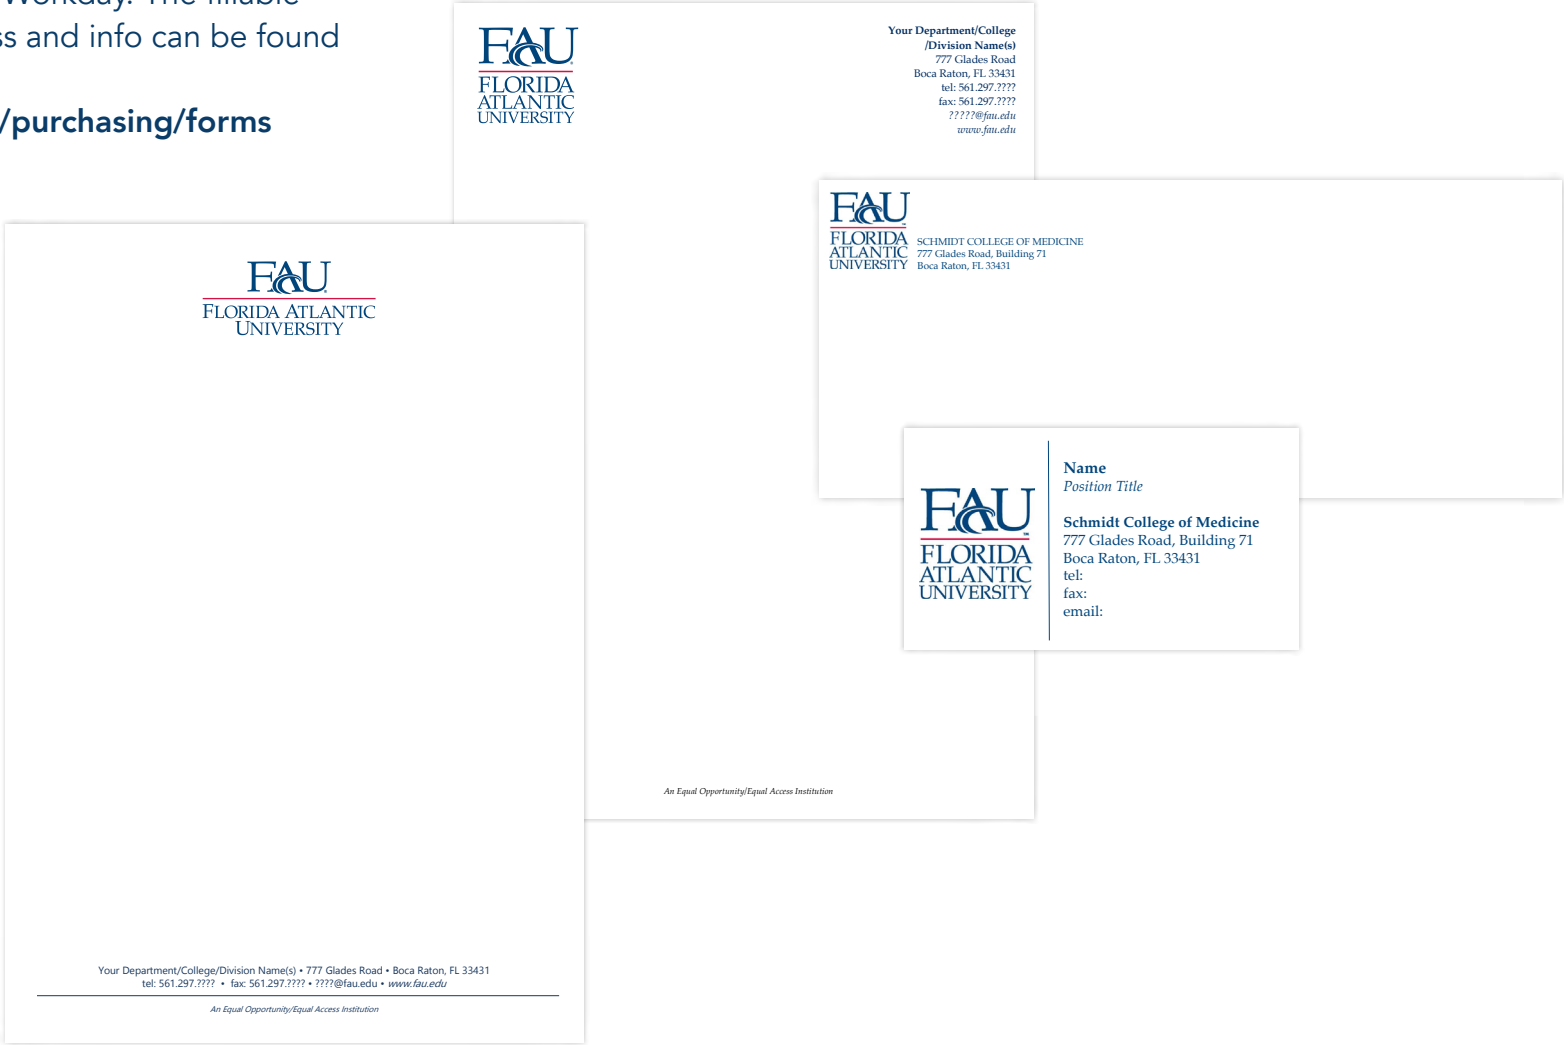 Workday. The fillable
ss and info can be found
/purchasing/forms
FAU
FLORIDA
ATLANTIC
UNIVERSITY
Your Department/College
/Division Name(s)
777 Glades Road
Boca Raton, FL 33431
tel: 561.297.????
fax: 561.297.????
?????@fau.edu
www.fau.edu
An Equal Opportunity/Equal Access Institution
FAU
FLORIDA
ATLANTIC
UNIVERSITY
SCHMIDT COLLEGE OF MEDICINE
777 Glades Road, Building 71
Boca Raton, FL 33431
FAU
FLORIDA ATLANTIC
UNIVERSITY
Your Department/College/Division Name(s) • 777 Glades Road • Boca Raton, FL 33431
tel: 561.297.???? • fax: 561.297.???? • ????@fau.edu • www.fau.edu
An Equal Opportunity/Equal Access Institution
FAU™
FLORIDA
ATLANTIC
UNIVERSITY
Name
Position Title
Schmidt College of Medicine
777 Glades Road, Building 71
Boca Raton, FL 33431
tel:
fax:
email: